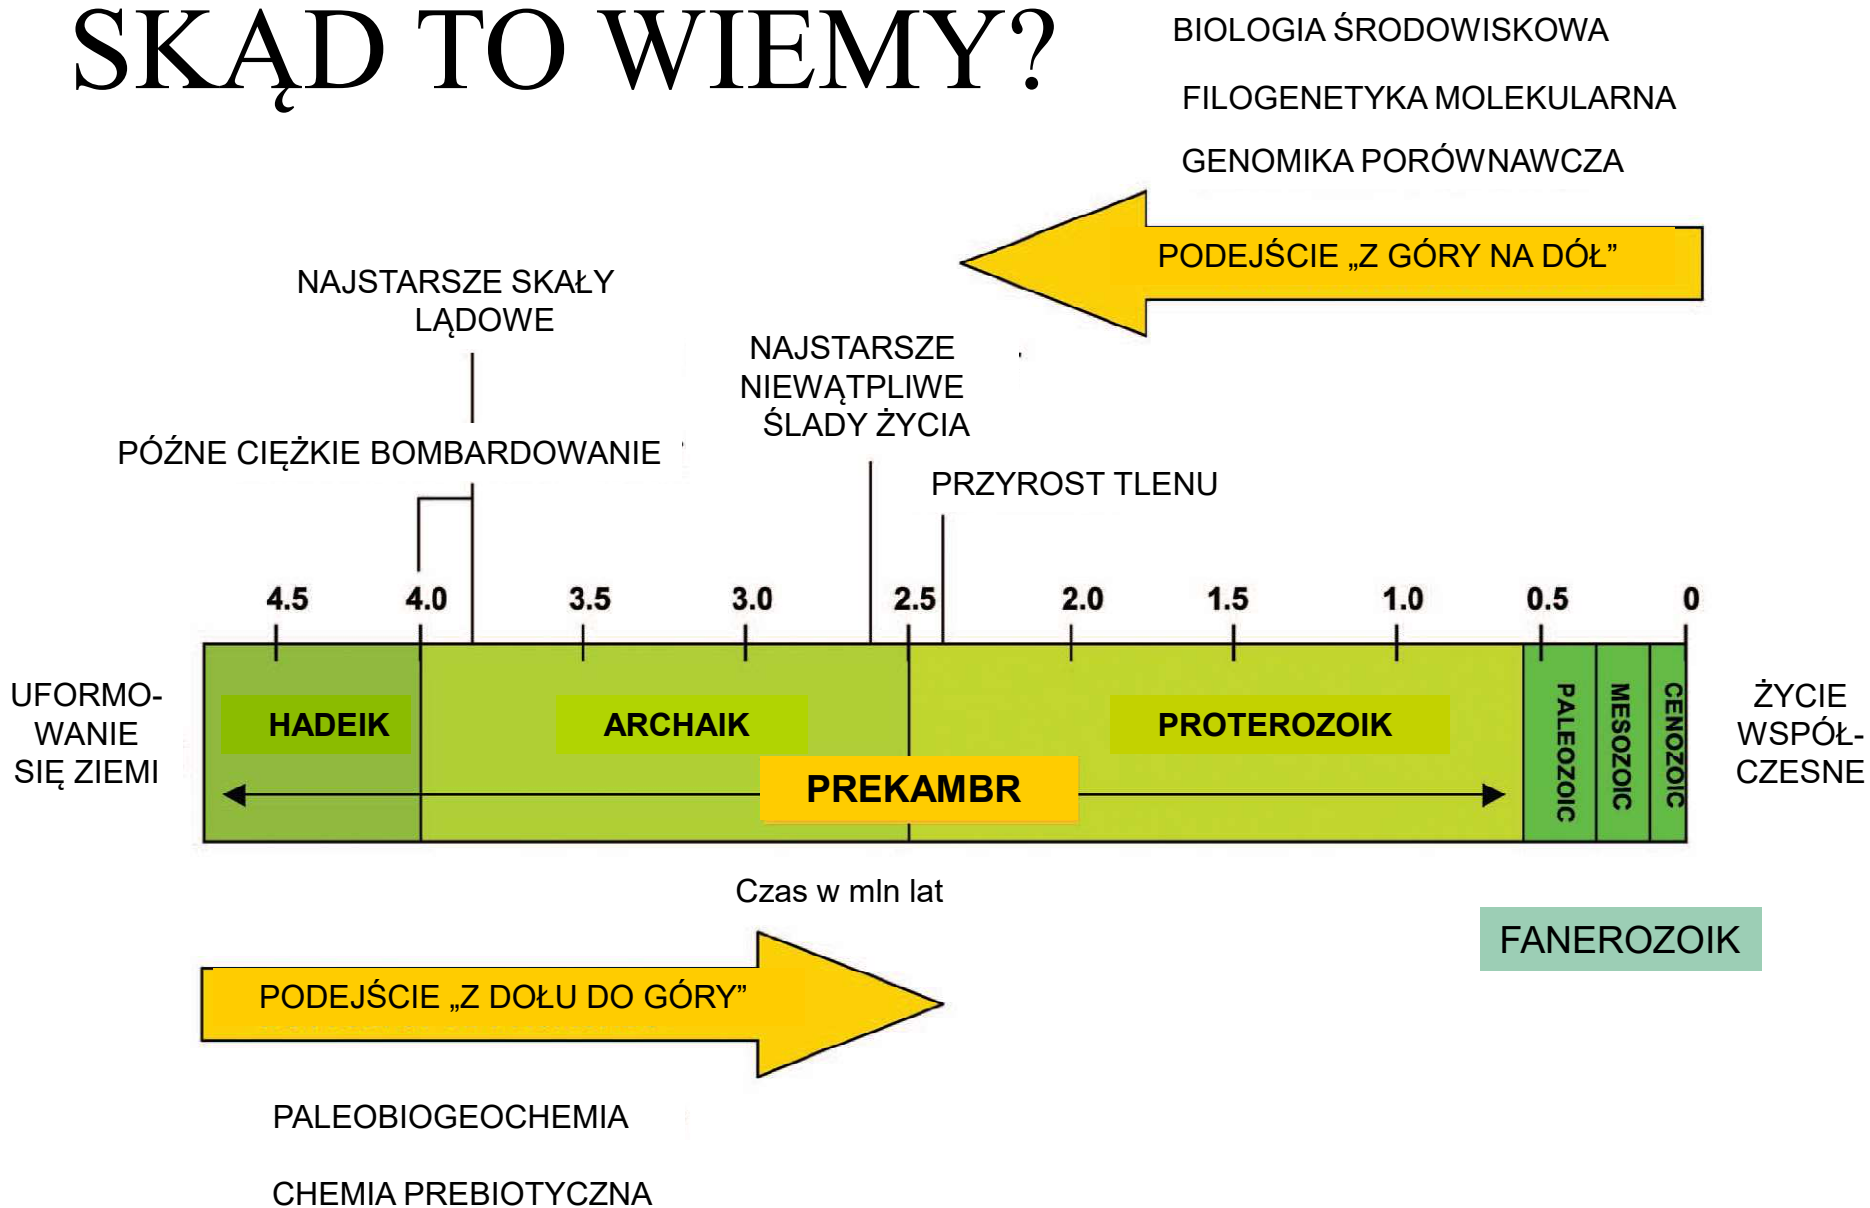 SKĄD TO WIEMY?
BIOLOGIA ŚRODOWISKOWA
FILOGENETYKA MOLEKULARNA
GENOMIKA PORÓWNAWCZA
PODEJŚCIE „Z GÓRY NA DÓŁ”
NAJSTARSZE SKAŁY
LĄDOWE
NAJSTARSZE
NIEWĄTPLIWE
ŚLADY ŻYCIA
PÓŹNE CIĘŻKIE BOMBARDOWANIE
PRZYROST TLENU
4.5 4.0 3.5 3.0 2.5 2.0 1.5 1.0 0.5 0
UFORMO-
WANIE
SIĘ ZIEMI
HADEIK
ARCHAIK
PROTEROZOIK
PALEOZOIC
MESOZOIC
CENOZOIC
ŻYCIE
WSPÓŁ-
CZESNE
PREKAMBR
Czas w mln lat
FANEROZOIK
PODEJŚCIE „Z DOŁU DO GÓRY”
PALEOBIOGEOCHEMIA
CHEMIA PREBIOTYCZNA